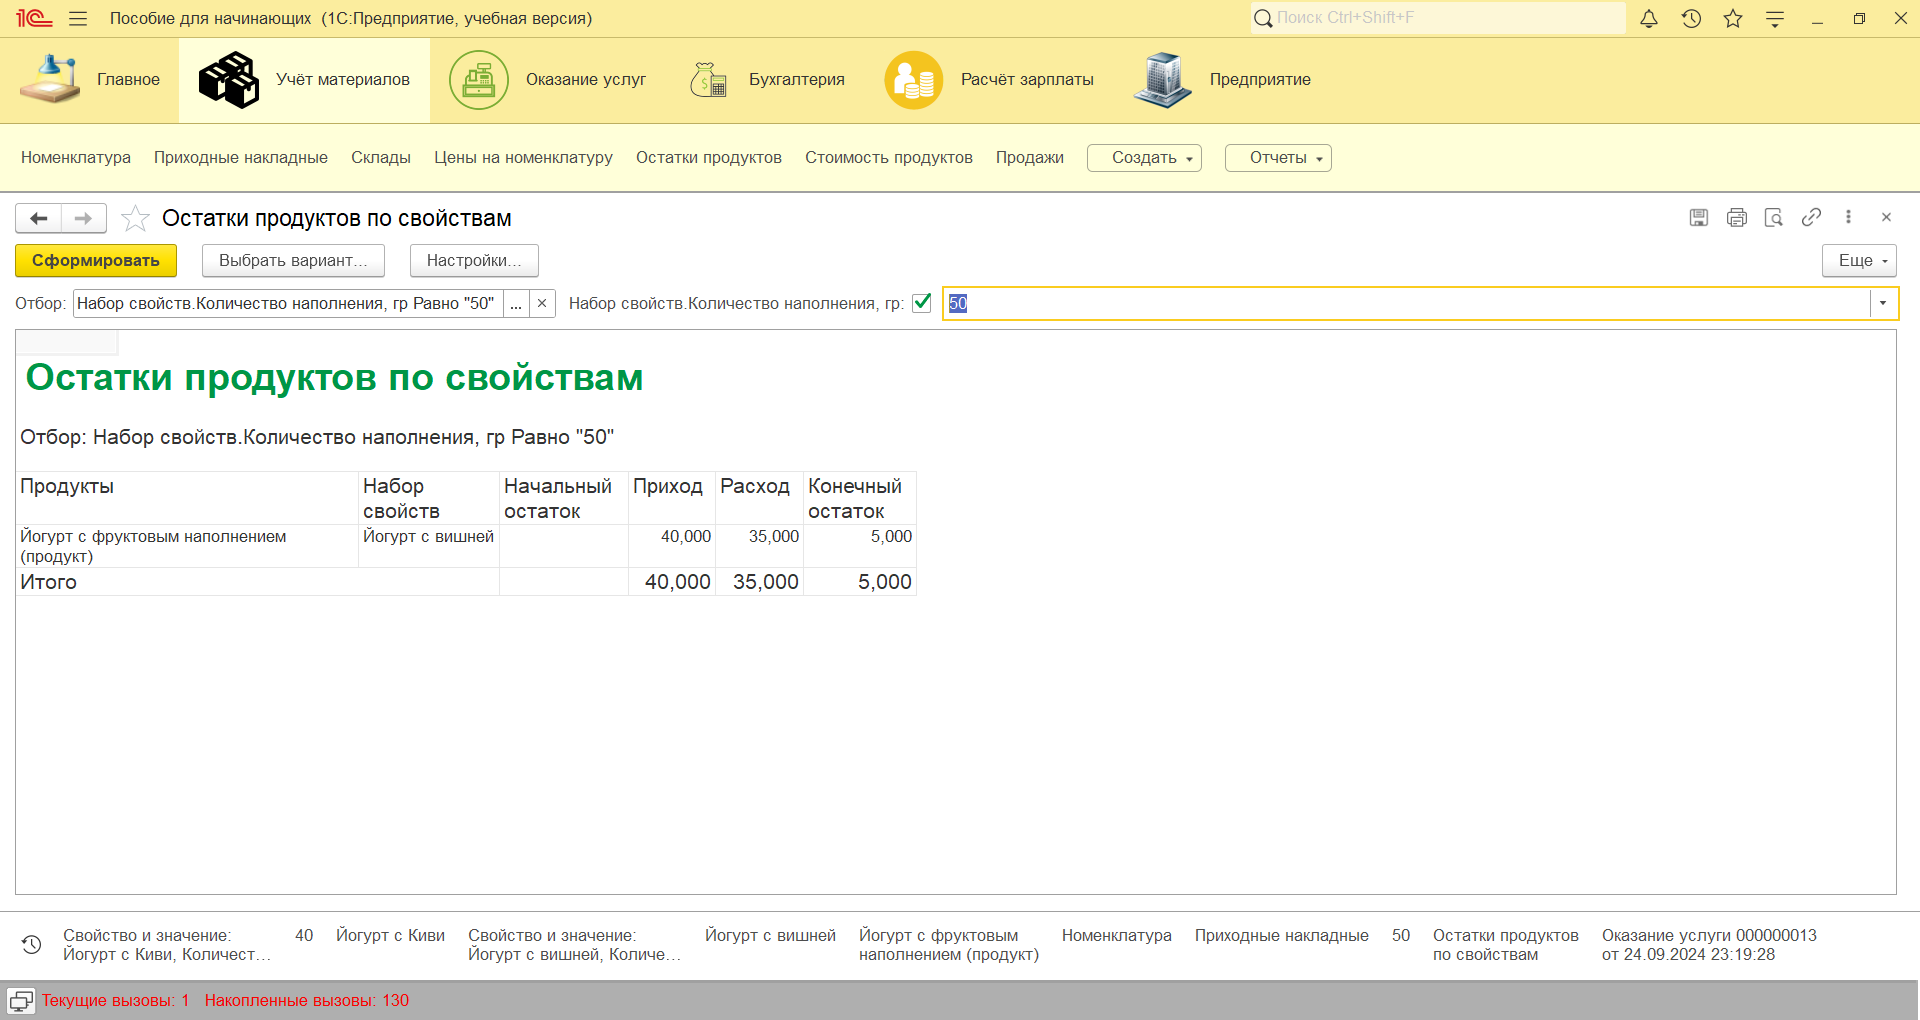 1С Пособие для начинающих (1С:Предприятие, учебная версия) Поиск Ctrl+Shift+F
Главное Учёт материалов Оказание услуг Бухгалтерия Расчёт зарплаты Предприятие
Номенклатура Приходные накладные Склады Цены на номенклатуру Остатки продуктов Стоимость продуктов Продажи Создать Отчеты
Остатки продуктов по свойствам
Сформировать Выбрать вариант... Настройки... Еще
Отбор: Набор свойств.Количество наполнения, гр Равно "50" ... × Набор свойств.Количество наполнения, гр: 50
Остатки продуктов по свойствам
Отбор: Набор свойств.Количество наполнения, гр Равно "50"
Продукты Набор Начальный Приход Расход Конечный
свойств остаток остаток
Йогурт с фруктовым наполнением Йогурт с вишней 40,000 35,000 5,000
(продукт)
Итого 40,000 35,000 5,000
Свойство и значение: 40 Йогурт с Киви Свойство и значение: Йогурт с вишней Йогурт с фруктовым Номенклатура Приходные накладные 50 Остатки продуктов Оказание услуги 000000013
Йогурт с Киви, Количест... Йогурт с вишней, Количе... наполнением (продукт) по свойствам от 24.09.2024 23:19:28
Текущие вызовы: 1 Накопленные вызовы: 130